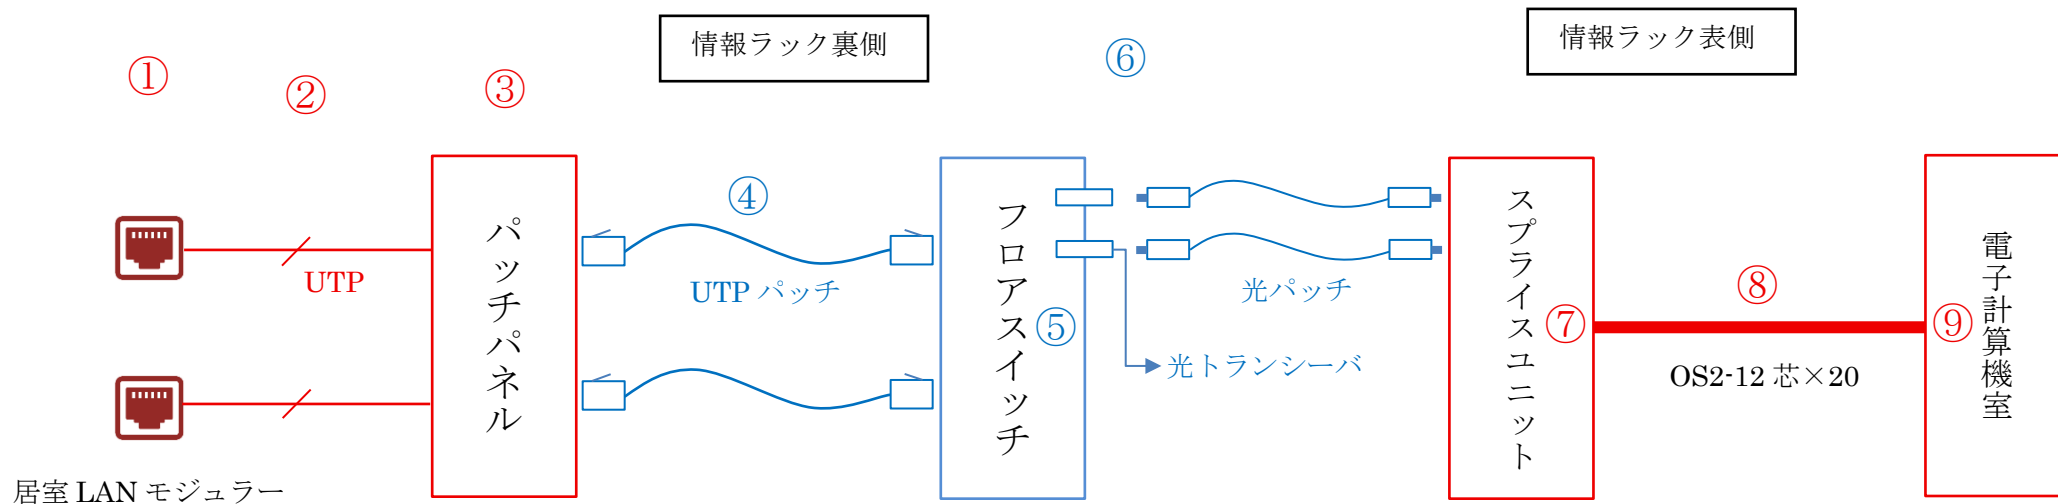 情報ラック裏側
情報ラック表側
①
②
③
⑥
④
UTP
パッチパネル
UTP パッチ
フロアスイッチ
⑤
光パッチ
光トランシーバ
スプライスユニット
⑦
⑧
OS2-12 芯×20
⑨
電子計算機室
居室 LAN モジュラー